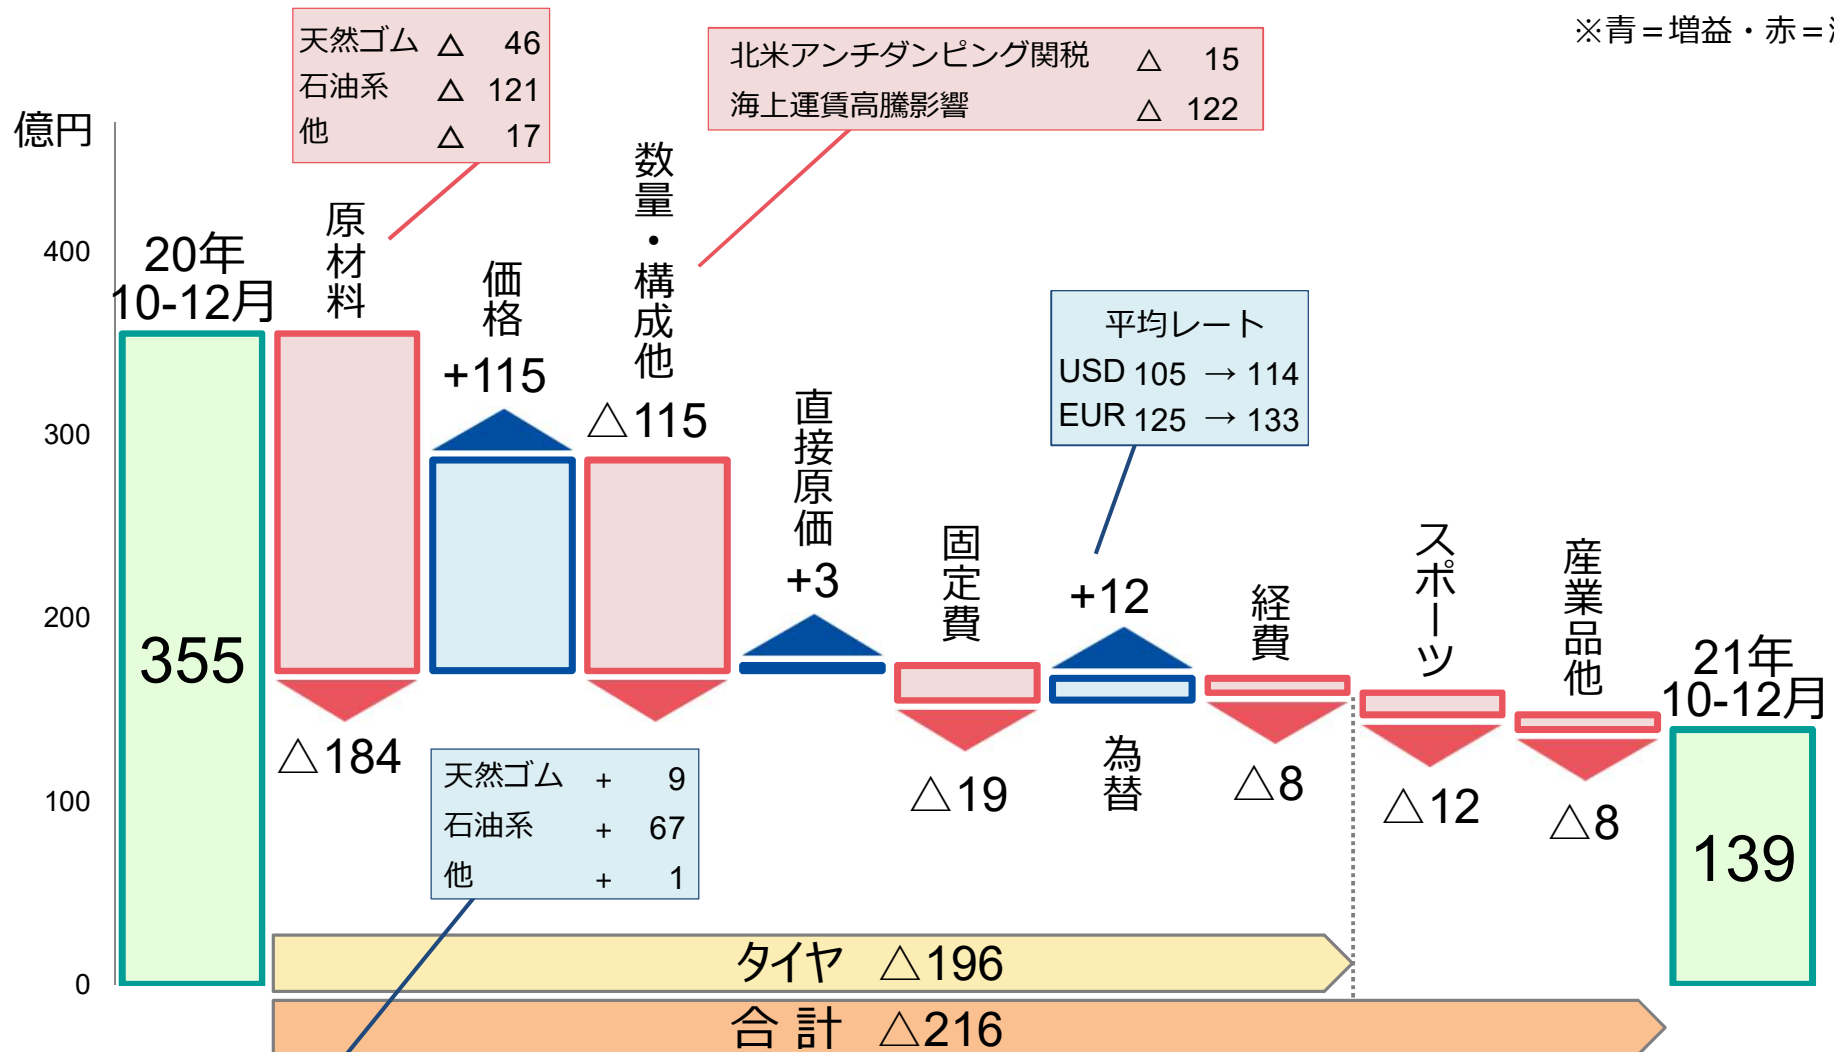 ※青＝増益・赤＝
天然ゴム △ 46
石油系 △ 121
他 △ 17
北米アンチダンピング関税 △ 15
海上運賃高騰影響 △ 122
億円
400
300
200
100
0
20年
10-12月
355
原材料
△184
価格
+115
数量・構成他
△115
直接原価
+3
固定費
△19
平均レート
USD 105 → 114
EUR 125 → 133
+12
為替
経費
△8
スポーツ
△12
産業品他
△8
21年
10-12月
139
天然ゴム + 9
石油系 + 67
他 + 1
タイヤ △196
合計 △216